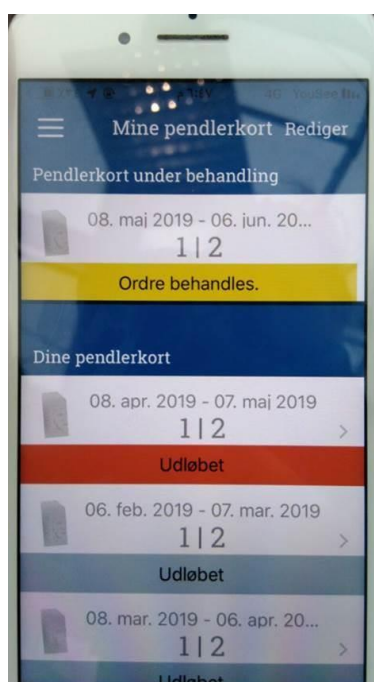 Mine pendlerkort Rediger
Pendlerkort under behandling
08. maj 2019 - 06. jun. 20...
1|2
Ordre behandles.
Dine pendlerkort
08. apr. 2019 - 07. maj 2019
1|2
Udløbet
06. feb. 2019 - 07. mar. 2019
1|2
Udløbet
08. mar. 2019 - 06. apr. 20...
1|2
Udløbet